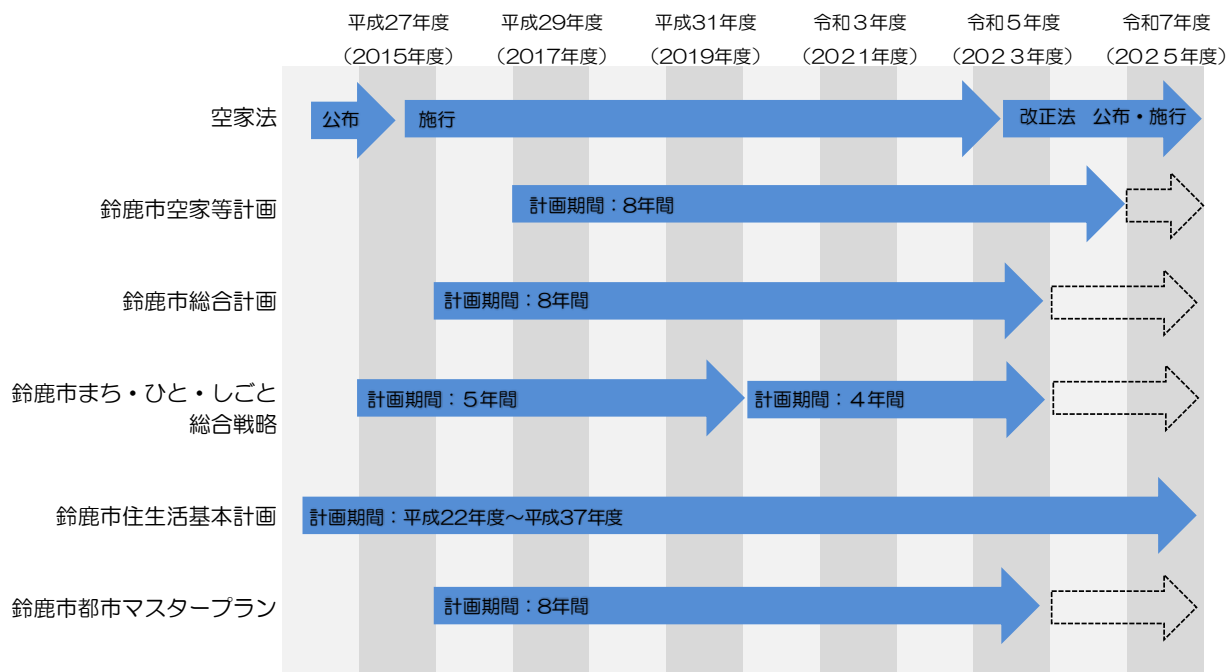 平成27年度 平成29年度 平成31年度 令和3年度 令和5年度 令和7年度
（2015年度） （2017年度） （2019年度） （2021年度） （2023年度） （2025年度）
空家法 公布 施行 改正法 公布・施行
鈴鹿市空家等計画 計画期間：8年間
鈴鹿市総合計画 計画期間：8年間
鈴鹿市まち・ひと・しごと
総合戦略
計画期間：5年間 計画期間：4年間
鈴鹿市住生活基本計画 計画期間：平成22年度～平成37年度
鈴鹿市都市マスタープラン 計画期間：8年間